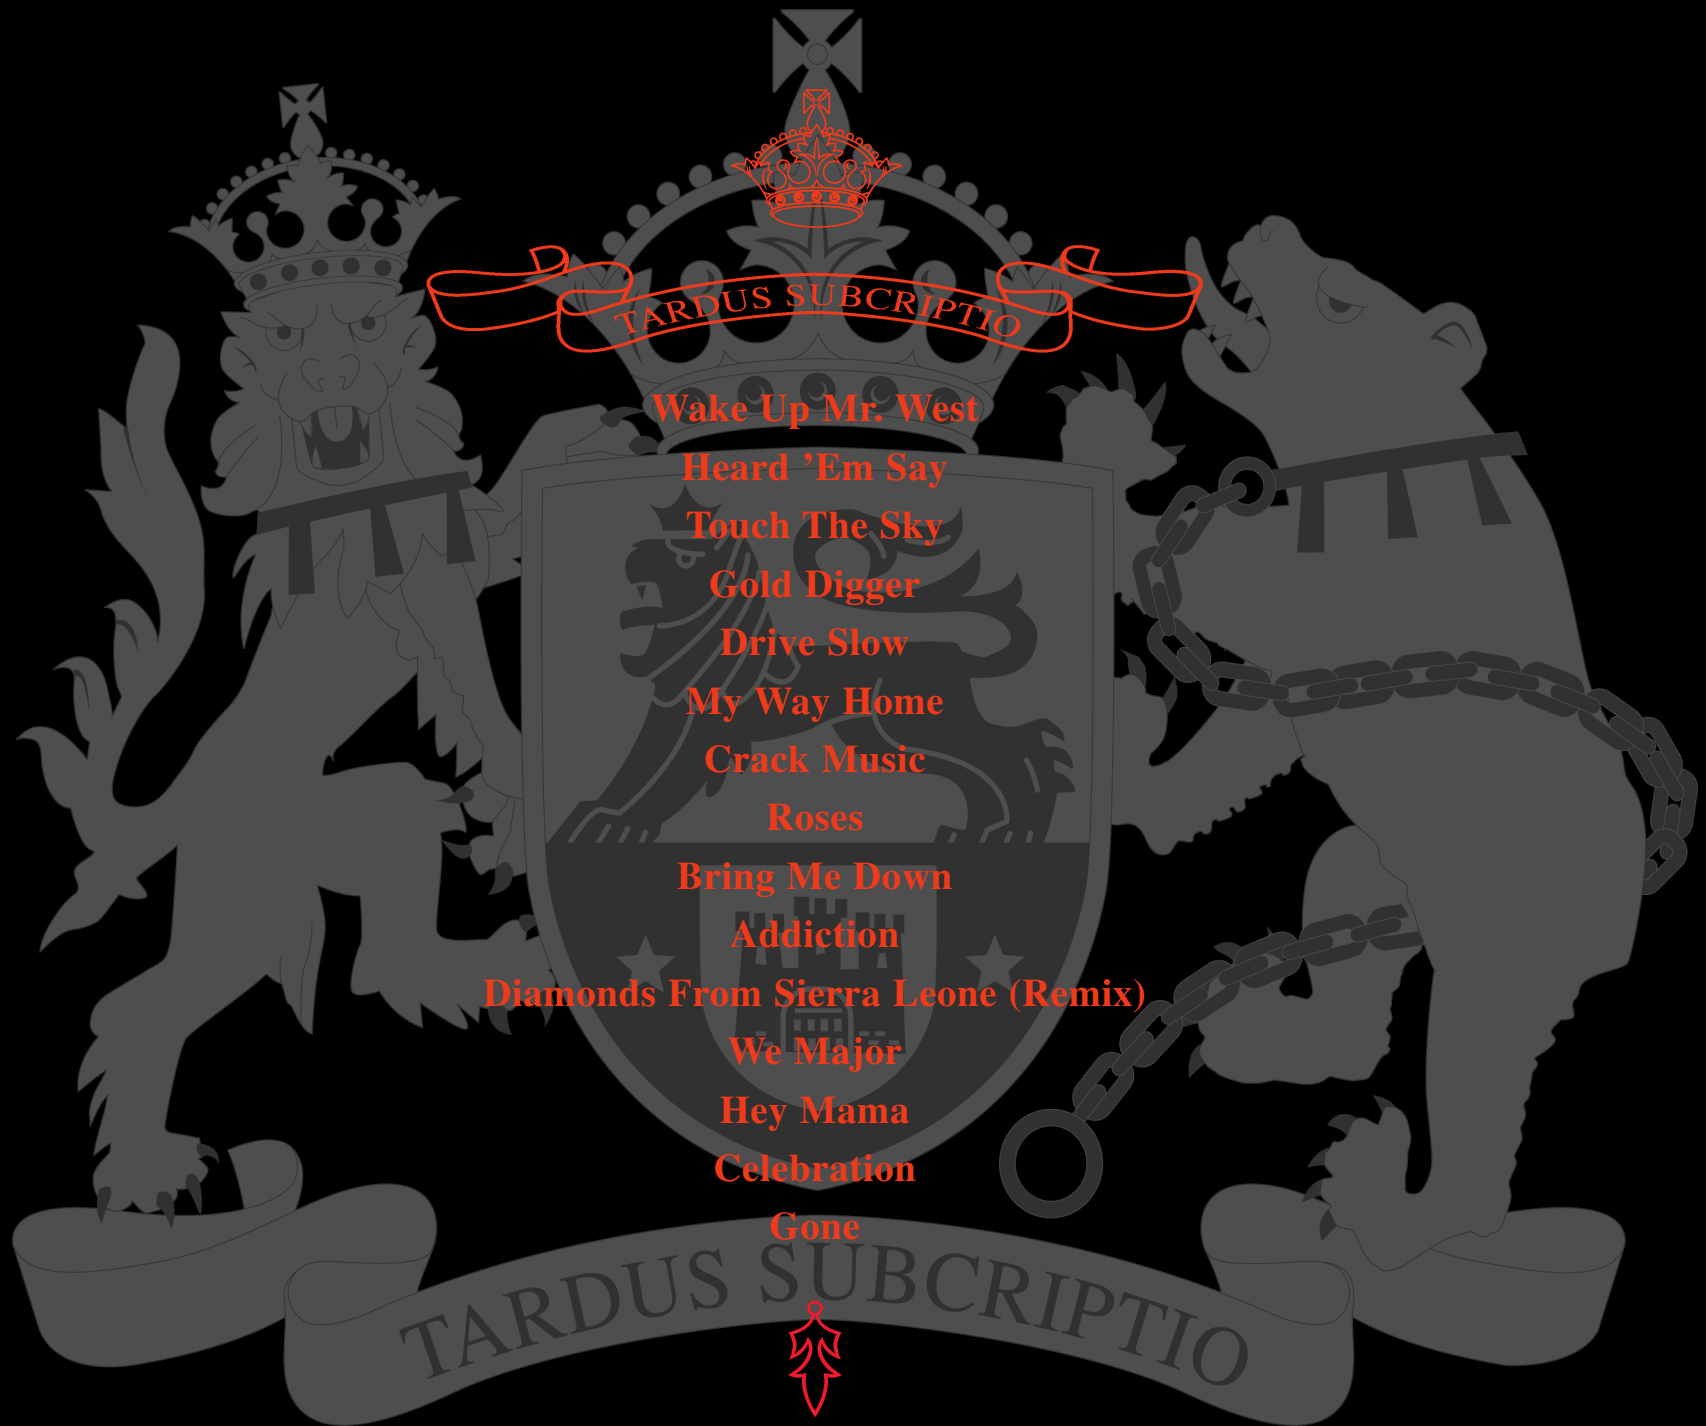 TARDUS SUBCRIPTIO
Wake Up Mr. West
Heard ’Em Say
Touch The Sky
Gold Digger
Drive Slow
My Way Home
Crack Music
Roses
Bring Me Down
Addiction
Diamonds From Sierra Leone (Remix)
We Major
Hey Mama
Celebration
Gone
TARDUS SUBCRIPTIO